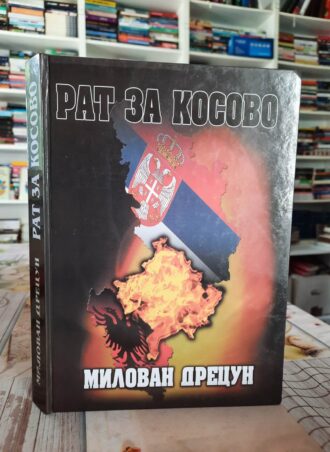 РАТ ЗА КОСОВО
МИЛОВАН ДРЕЦУН
МИЛОВАН ДРЕЦУН РАТ ЗА КОСОВО